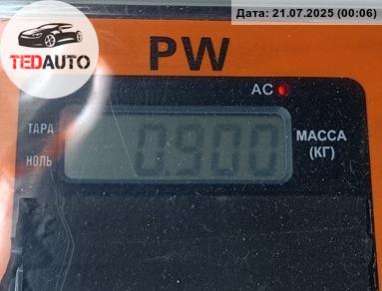 Дата: 21.07.2025 (00:06)
TEDAUTO
PW
AC
ТАРА
НОЛЬ
0.900
МАССА
(КГ)